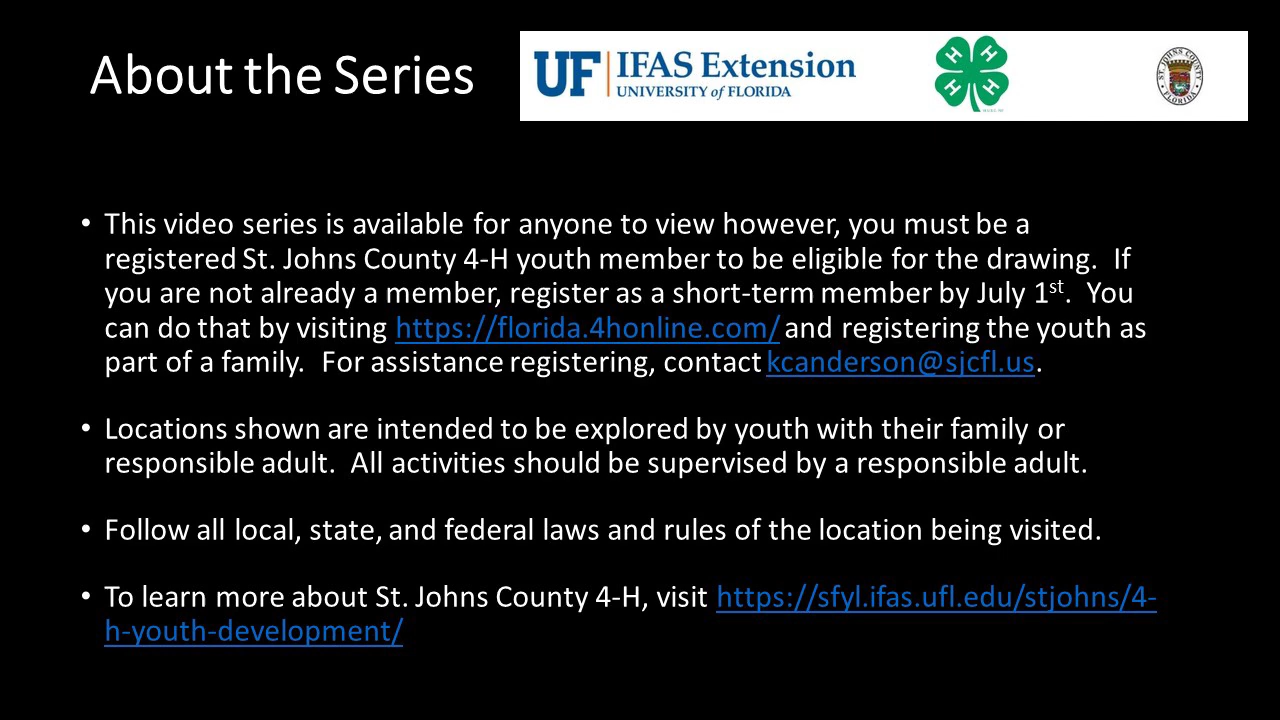 About the Series
UF IFAS Extension
UNIVERSITY of FLORIDA
H H H H
ST. JOHNS COUNTY FLORIDA
• This video series is available for anyone to view however, you must be a
registered St. Johns County 4-H youth member to be eligible for the drawing.  If
you are not already a member, register as a short-term member by July 1st.  You
can do that by visiting https://florida.4honline.com/ and registering the youth as
part of a family.  For assistance registering, contact kcanderson@sjcfl.us.
• Locations shown are intended to be explored by youth with their family or
responsible adult.  All activities should be supervised by a responsible adult.
• Follow all local, state, and federal laws and rules of the location being visited.
• To learn more about St. Johns County 4-H, visit https://sfyl.ifas.ufl.edu/stjohns/4-
h-youth-development/